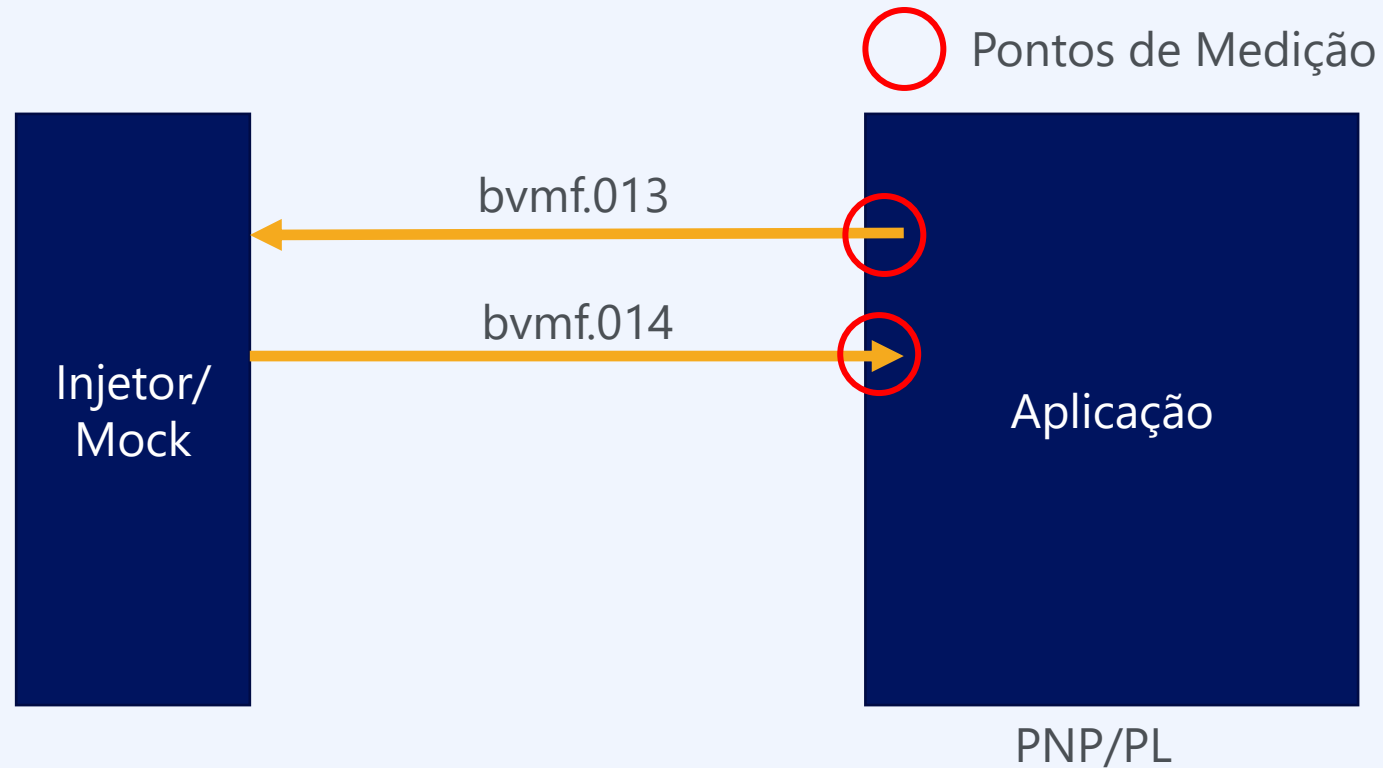 Pontos de Medição
bvmf.013
bvmf.014
Injetor/
Mock
Aplicação
PNP/PL